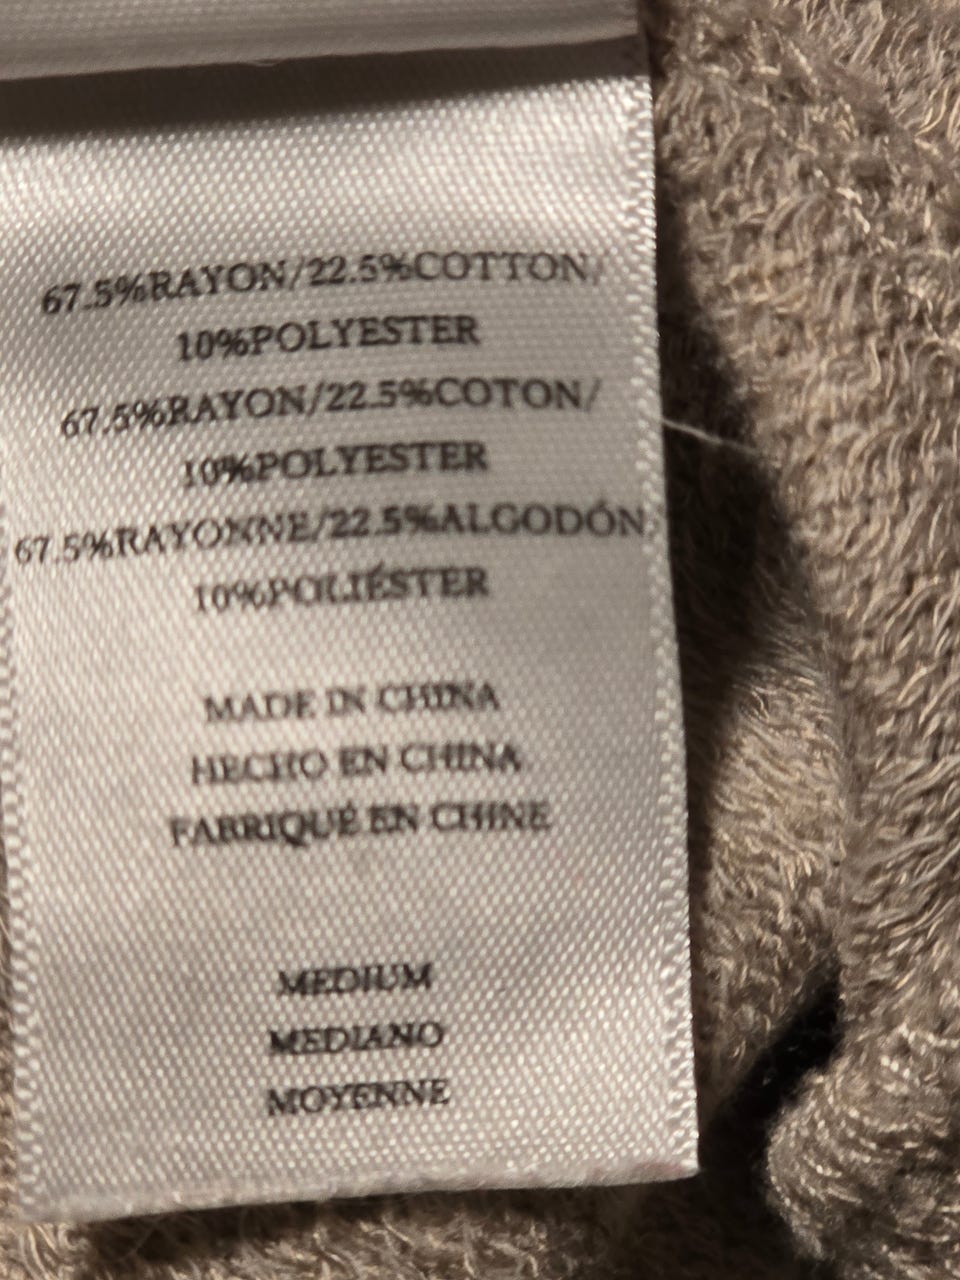 67.5%RAYON/22.5%COTTON/
10%POLYESTER
67.5%RAYON/22.5%COTON/
10%POLYESTER
67.5%RAYONNE/22.5%ALGODÓN/
10%POLIÉSTER
MADE IN CHINA
HECHO EN CHINA
FABRIQUÉ EN CHINE
MEDIUM
MEDIANO
MOYENNE